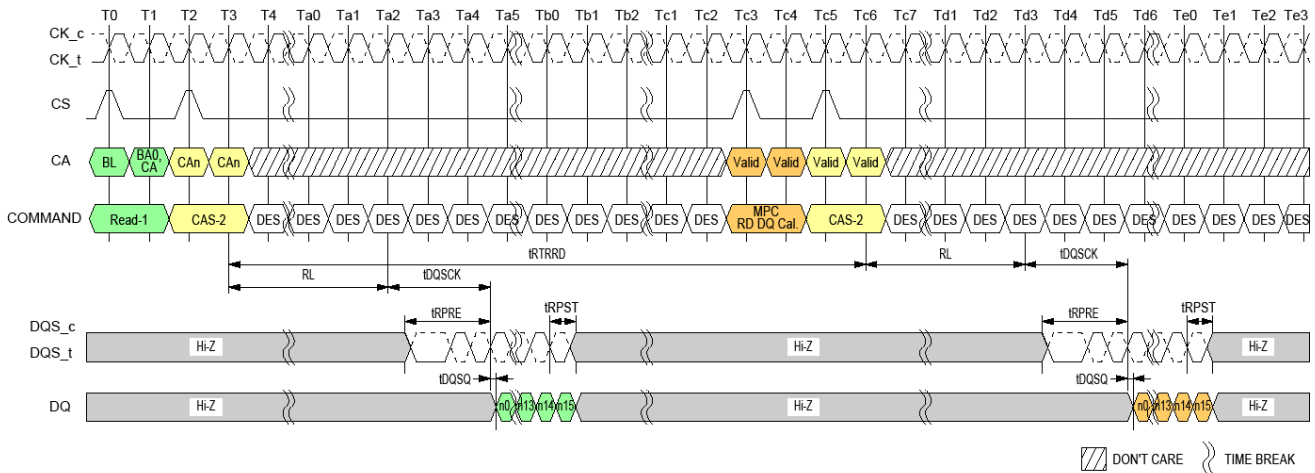 T0 T1 T2 T3 T4 Ta0 Ta1 Ta2 Ta3 Ta4 Ta5 Tb0 Tb1 Tb2 Tc1 Tc2 Tc3 Tc4 Tc5 Tc6 Tc7 Td1 Td2 Td3 Td4 Td5 Td6 Te0 Te1 Te2 Te3
CK_c
CK_t
CS
CA BL BA0, CA CAn CAn Valid Valid Valid Valid
COMMAND Read-1 CAS-2 DES DES DES DES DES DES DES DES DES DES DES DES MPC RD DQ Cal. CAS-2 DES DES DES DES DES DES DES DES DES DES DES
tRTRRD
RL tDQSCK RL tDQSCK
tRPRE tRPST tRPRE tRPST
DQS_c
DQS_t Hi-Z Hi-Z Hi-Z
tDQSQ tDQSQ
DQ Hi-Z n0 n13 n14 n15 Hi-Z n0 n13 n14 n15 Hi-Z
DON'T CARE TIME BREAK